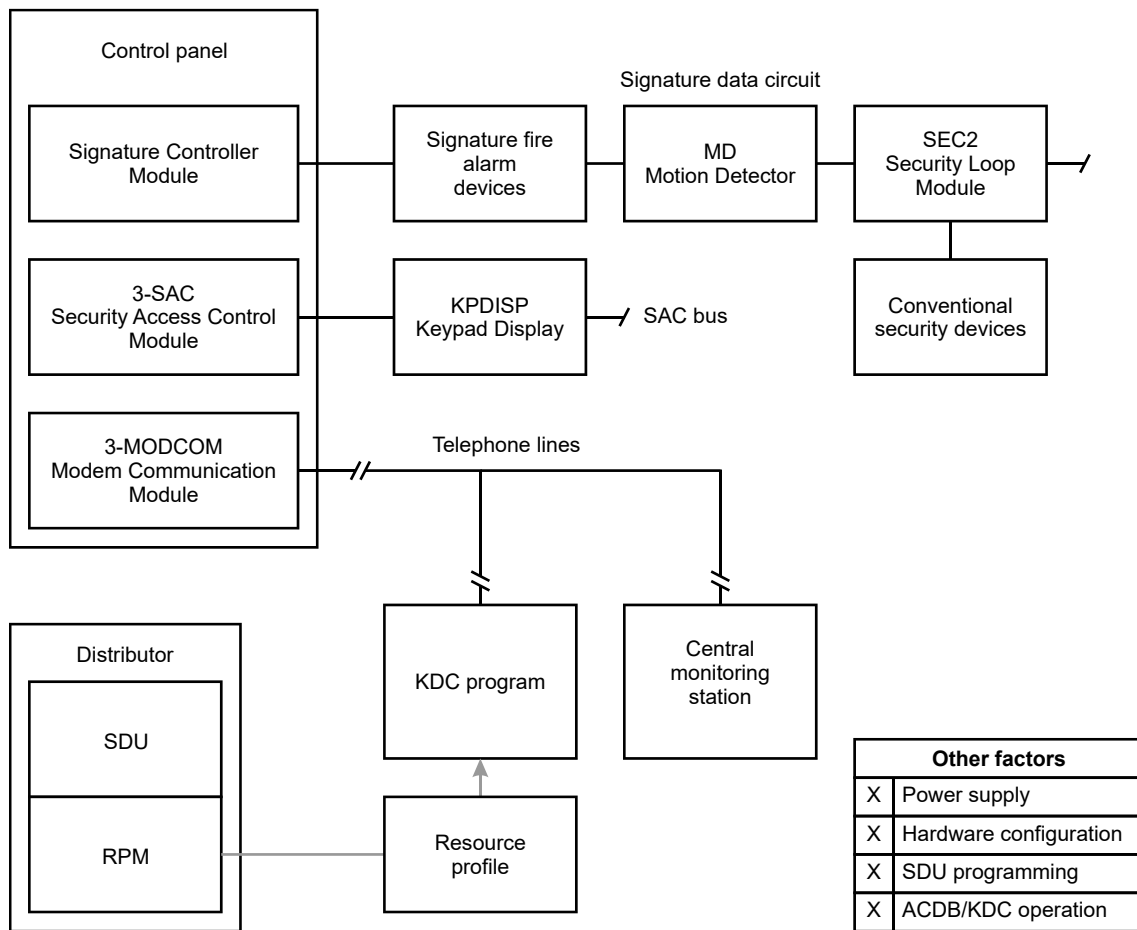 Control panel
Signature data circuit
Signature Controller
Module
Signature fire
alarm
devices
MD
Motion Detector
SEC2
Security Loop
Module
3-SAC
Security Access Control
Module
KPDISP
Keypad Display
SAC bus
Conventional
security devices
3-MODCOM
Modem Communication
Module
Telephone lines
Distributor
SDU
RPM
KDC program
Central
monitoring
station
Resource
profile
Other factors
X Power supply
X Hardware configuration
X SDU programming
X ACDB/KDC operation